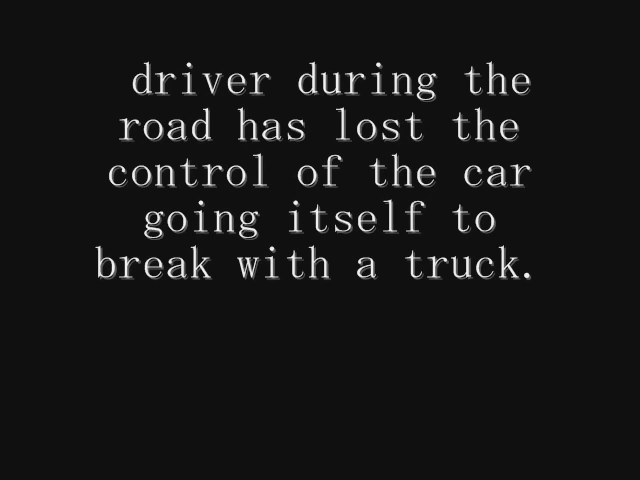 driver during the
road has lost the
control of the car
going itself to
break with a truck.